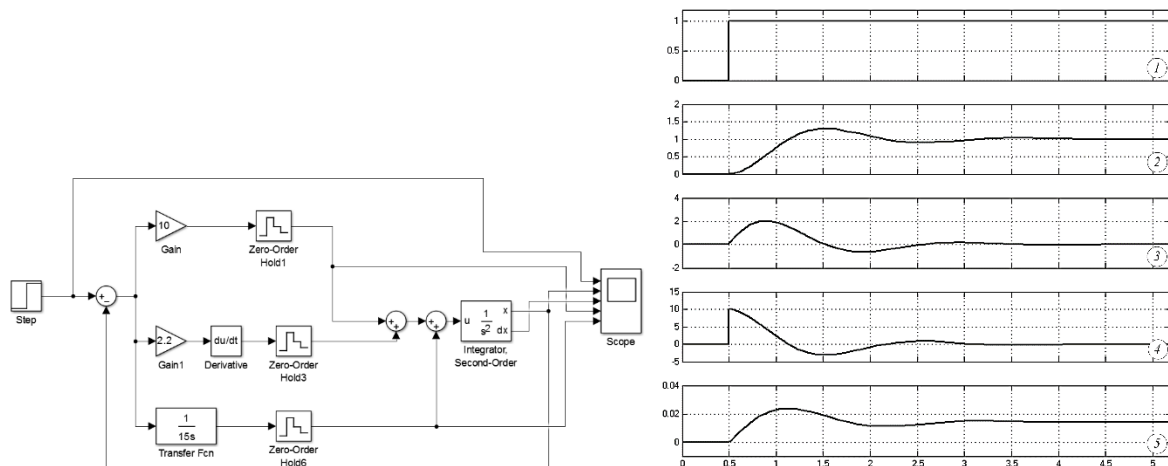 Step
+
−
10
Gain
Zero-Order
Hold1
2.2
Gain1
du/dt
Derivative
Zero-Order
Hold3
1
15s
Transfer Fcn
Zero-Order
Hold6
+
+
+
+
u
1
s²
x
dx
Integrator,
Second-Order
Scope
1
0.5
0
1
2
1.5
1
0.5
0
2
4
2
0
-2
3
15
10
5
0
-5
4
0.04
0.02
0
5
0 0.5 1 1.5 2 2.5 3 3.5 4 4.5 5